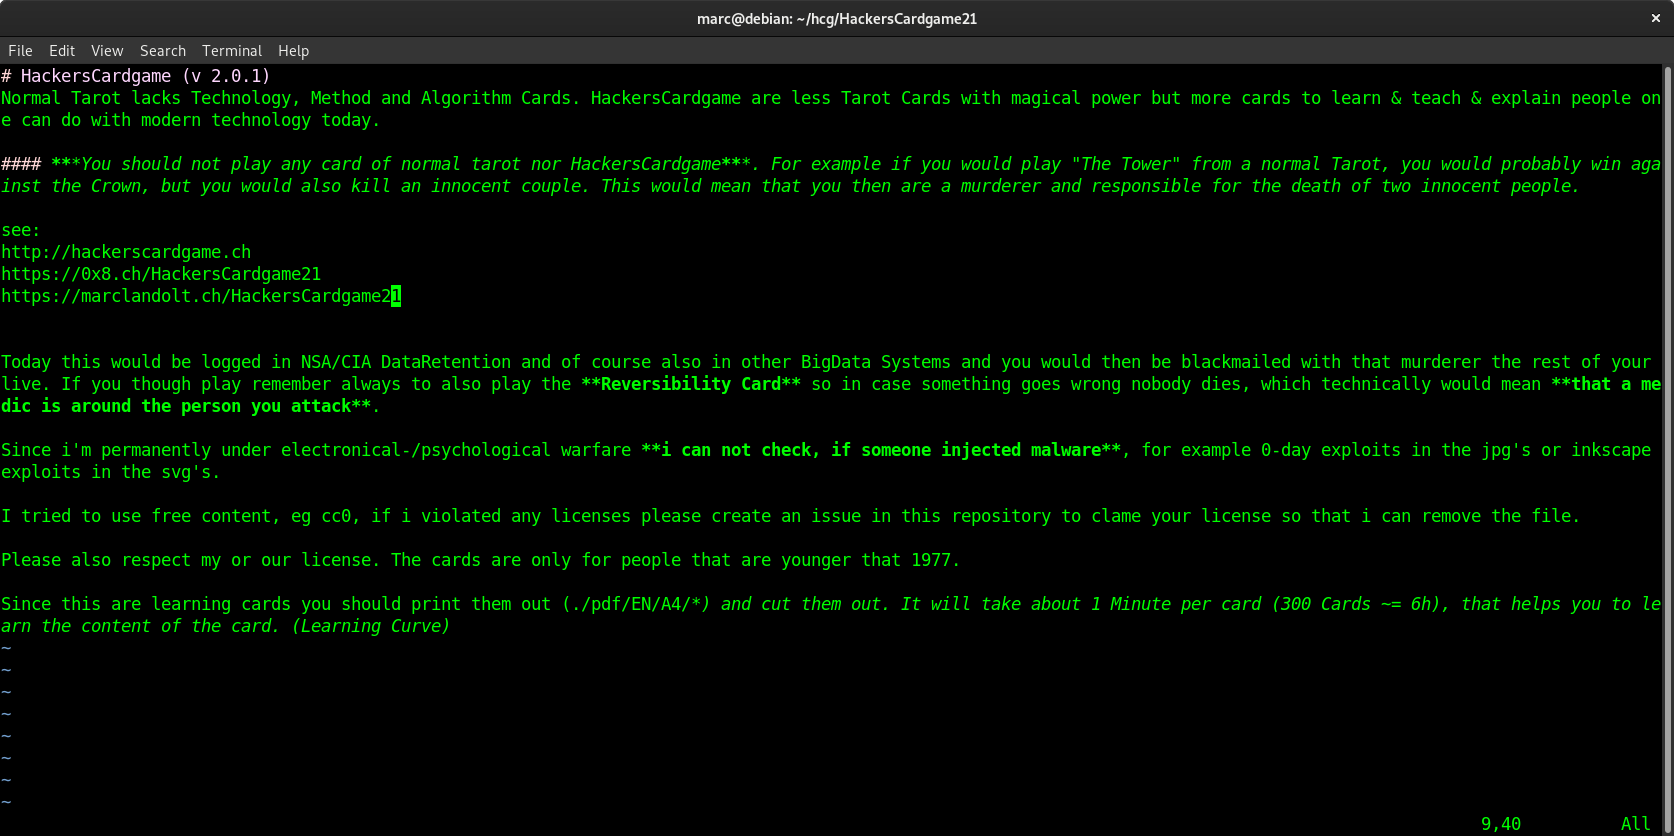 marc@debian: ~/hcg/HackersCardgame21
×
File Edit View Search Terminal Help
# HackersCardgame (v 2.0.1)
Normal Tarot lacks Technology, Method and Algorithm Cards. HackersCardgame are less Tarot Cards with magical power but more cards to learn & teach & explain people on
e can do with modern technology today.
#### ***You should not play any card of normal tarot nor HackersCardgame***. For example if you would play "The Tower" from a normal Tarot, you would probably win aga
inst the Crown, but you would also kill an innocent couple. This would mean that you then are a murderer and responsible for the death of two innocent people.
see:
http://hackerscardgame.ch
https://0x8.ch/HackersCardgame21
https://marclandolt.ch/HackersCardgame21
Today this would be logged in NSA/CIA DataRetention and of course also in other BigData Systems and you would then be blackmailed with that murderer the rest of your
live. If you though play remember always to also play the **Reversibility Card** so in case something goes wrong nobody dies, which technically would mean **that a me
dic is around the person you attack**.
Since i'm permanently under electronical-/psychological warfare **i can not check, if someone injected malware**, for example 0-day exploits in the jpg's or inkscape
exploits in the svg's.
I tried to use free content, eg cc0, if i violated any licenses please create an issue in this repository to clame your license so that i can remove the file.
Please also respect my or our license. The cards are only for people that are younger that 1977.
Since this are learning cards you should print them out (./pdf/EN/A4/*) and cut them out. It will take about 1 Minute per card (300 Cards ~= 6h), that helps you to le
arn the content of the card. (Learning Curve)
~
~
~
~
~
~
~
~
9,40 All